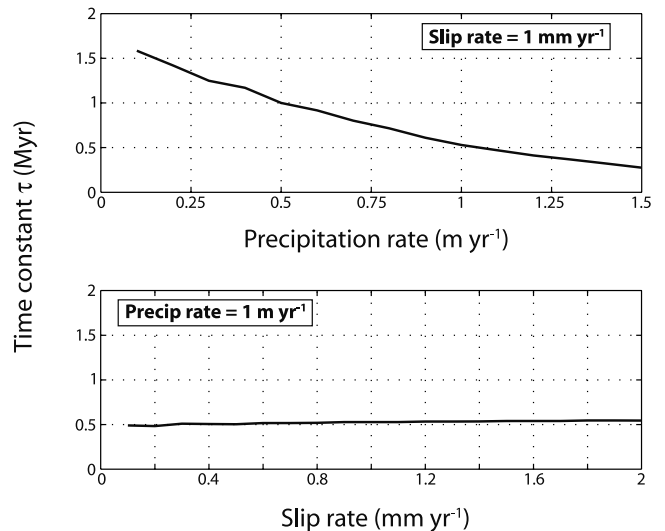 Time constant τ (Myr)
2
1.5
1
0.5
0
Slip rate = 1 mm yr⁻¹
0 0.25 0.5 0.75 1 1.25 1.5
Precipitation rate (m yr⁻¹)
2
1.5
1
0.5
0
Precip rate = 1 m yr⁻¹
0 0.4 0.8 1.2 1.6 2
Slip rate (mm yr⁻¹)